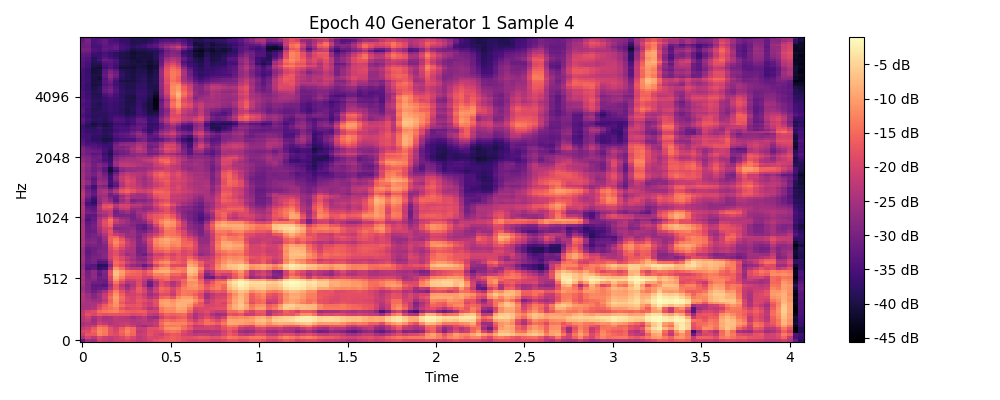 Epoch 40 Generator 1 Sample 4
Hz
4096
2048
1024
512
0
0 0.5 1 1.5 2 2.5 3 3.5 4
Time
-5 dB
-10 dB
-15 dB
-20 dB
-25 dB
-30 dB
-35 dB
-40 dB
-45 dB